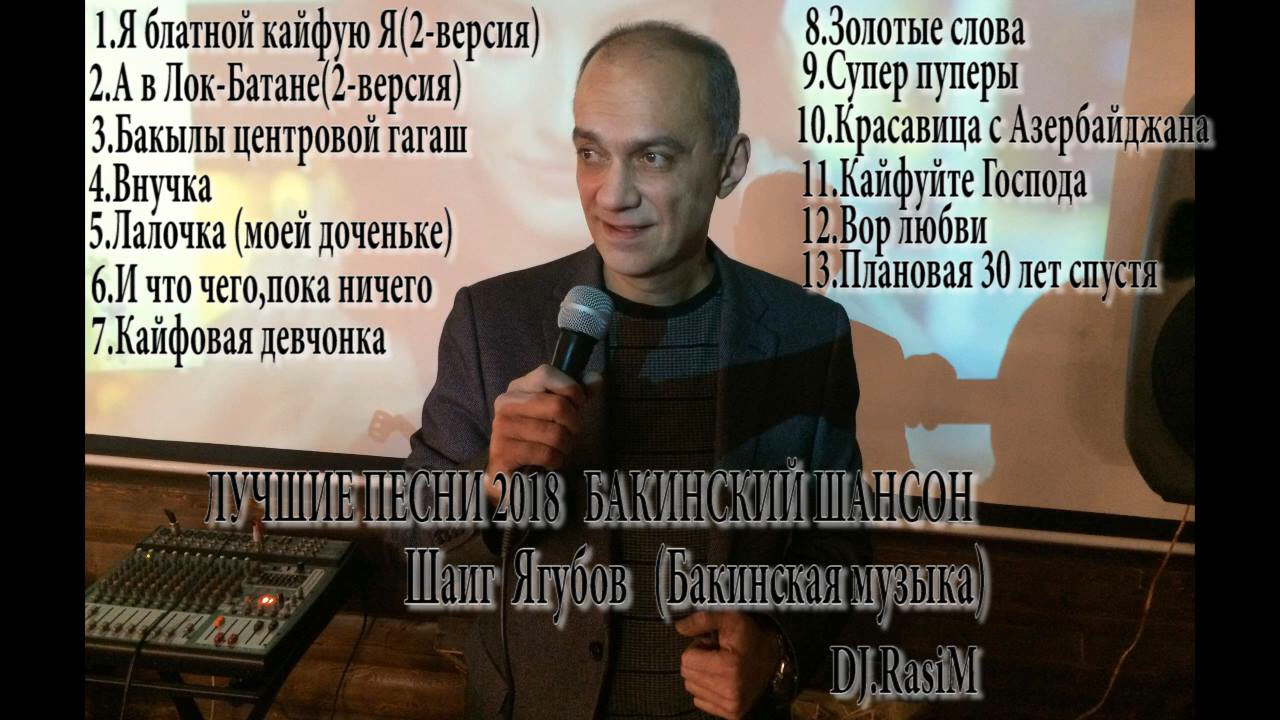 1.Я блатной кайфую Я(2-версия)
2.А в Лок-Батане(2-версия)
3.Бакылы центровой гагаш
4.Внучка
5.Лалочка (моей доченьке)
6.И что чего,пока ничего
7.Кайфовая девчонка
8.Золотые слова
9.Супер пуперы
10.Красавица с Азербайджана
11.Кайфуйте Господа
12.Вор любви
13.Плановая 30 лет спустя
ЛУЧШИЕ ПЕСНИ 2018 БАКИНСКИЙ ШАНСОН
Шаиг Ягубов (Бакинская музыка)
DJ.RasiM